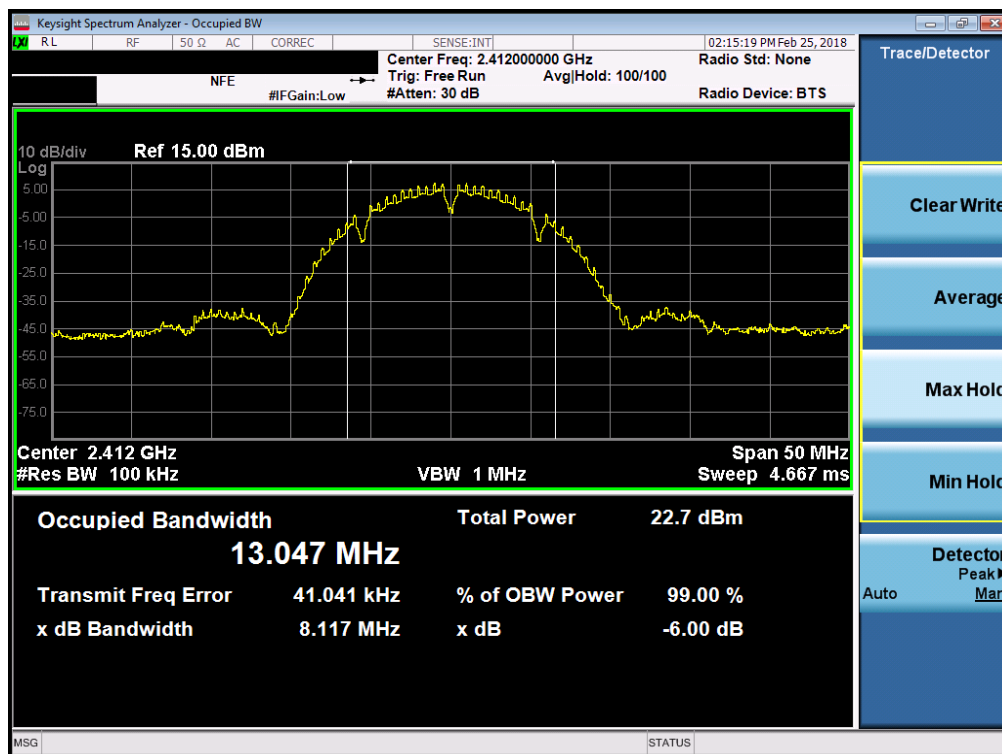 Keysight Spectrum Analyzer - Occupied BW
LXI RL RF 50 Ω AC CORREC SENSE:INT 02:15:19 PM Feb 25, 2018
Center Freq: 2.412000000 GHz Radio Std: None
NFE Trig: Free Run Avg|Hold: 100/100
#IFGain:Low #Atten: 30 dB Radio Device: BTS
10 dB/div Ref 15.00 dBm
Log
5.00
-5.00
-15.0
-25.0
-35.0
-45.0
-55.0
-65.0
-75.0
Center 2.412 GHz Span 50 MHz
#Res BW 100 kHz VBW 1 MHz Sweep 4.667 ms
Occupied Bandwidth Total Power 22.7 dBm
13.047 MHz
Transmit Freq Error 41.041 kHz % of OBW Power 99.00 %
x dB Bandwidth 8.117 MHz x dB -6.00 dB
MSG STATUS
Trace/Detector
Clear Write
Average
Max Hold
Min Hold
Detector
Peak▶
Auto Man